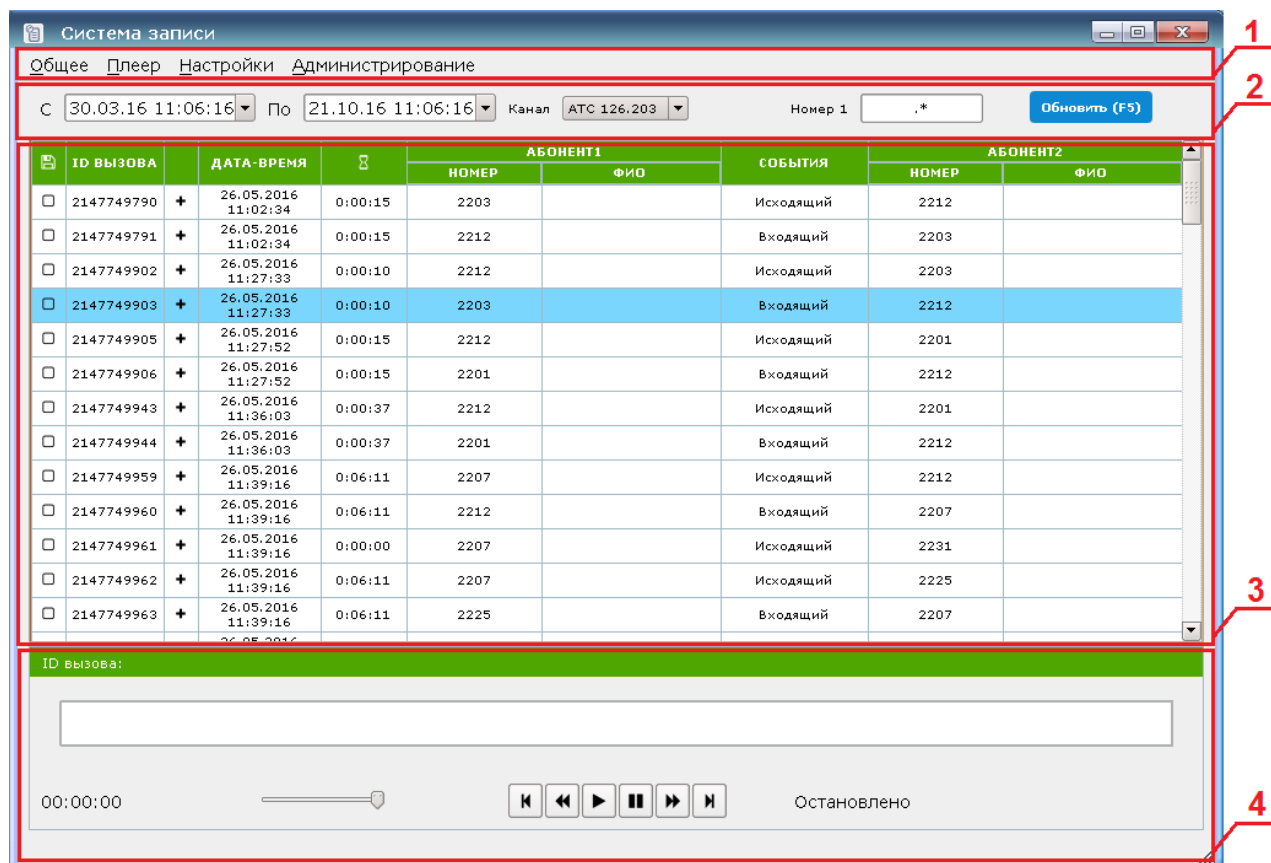 Система записи
1
Общее Плеер Настройки Администрирование
2
С 30.03.16 11:06:16 По 21.10.16 11:06:16 Канал АТС 126.203 Номер 1 .* Обновить (F5)
АБОНЕНТ1 АБОНЕНТ2
ID ВЫЗОВА ДАТА-ВРЕМЯ СОБЫТИЯ
НОМЕР ФИО НОМЕР ФИО
2147749790 + 26.05.2016 11:02:34 0:00:15 2203 Исходящий 2212
2147749791 + 26.05.2016 11:02:34 0:00:15 2212 Входящий 2203
2147749902 + 26.05.2016 11:27:33 0:00:10 2212 Исходящий 2203
2147749903 + 26.05.2016 11:27:33 0:00:10 2203 Входящий 2212
2147749905 + 26.05.2016 11:27:52 0:00:15 2212 Исходящий 2201
2147749906 + 26.05.2016 11:27:52 0:00:15 2201 Входящий 2212
2147749943 + 26.05.2016 11:36:03 0:00:37 2212 Исходящий 2201
2147749944 + 26.05.2016 11:36:03 0:00:37 2201 Входящий 2212
2147749959 + 26.05.2016 11:39:16 0:06:11 2207 Исходящий 2212
2147749960 + 26.05.2016 11:39:16 0:06:11 2212 Входящий 2207
2147749961 + 26.05.2016 11:39:16 0:00:00 2207 Исходящий 2231
2147749962 + 26.05.2016 11:39:16 0:06:11 2207 Исходящий 2225
2147749963 + 26.05.2016 11:39:16 0:06:11 2225 Входящий 2207
3
ID вызова:
00:00:00 Остановлено
4